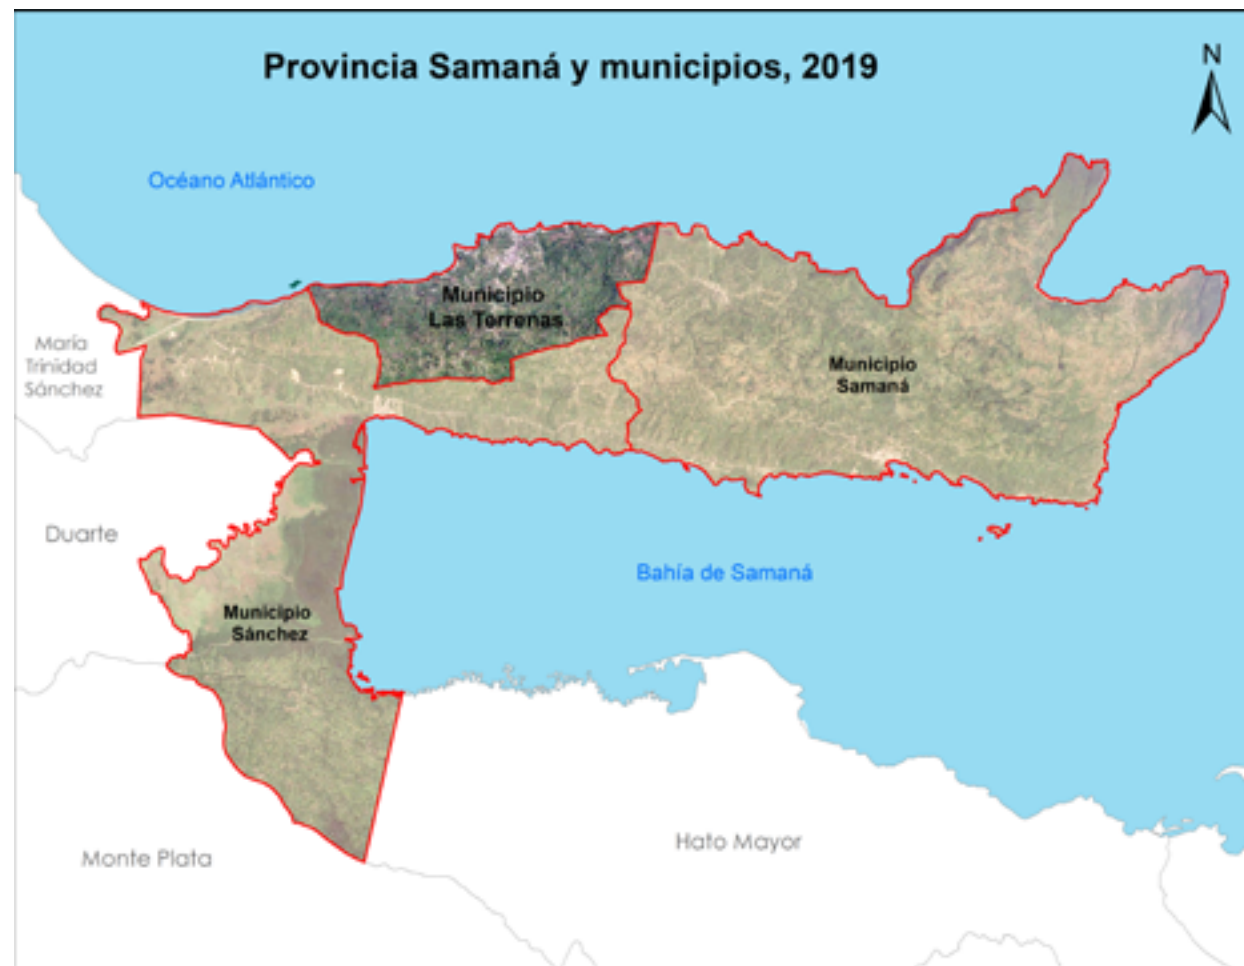 Provincia Samaná y municipios, 2019
N
Océano Atlántico
Municipio
Las Terrenas
María
Trinidad
Sánchez
Municipio
Samaná
Duarte
Bahía de Samaná
Municipio
Sánchez
Hato Mayor
Monte Plata